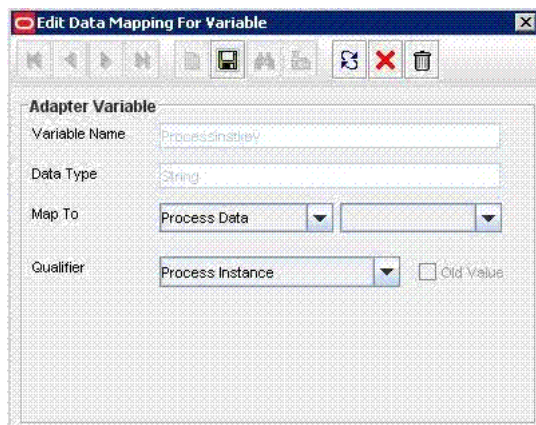 Edit Data Mapping For Variable
Adapter Variable
Variable Name
ProcessInstKey
Data Type
String
Map To
Process Data
Qualifier
Process Instance
Old Value